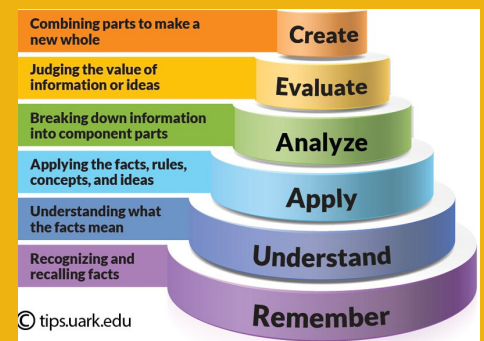 Combining parts to make a
new whole
Create
Judging the value of
information or ideas
Evaluate
Breaking down information
into component parts
Analyze
Applying the facts, rules,
concepts, and ideas
Apply
Understanding what
the facts mean
Understand
Recognizing and
recalling facts
Remember
© tips.uark.edu